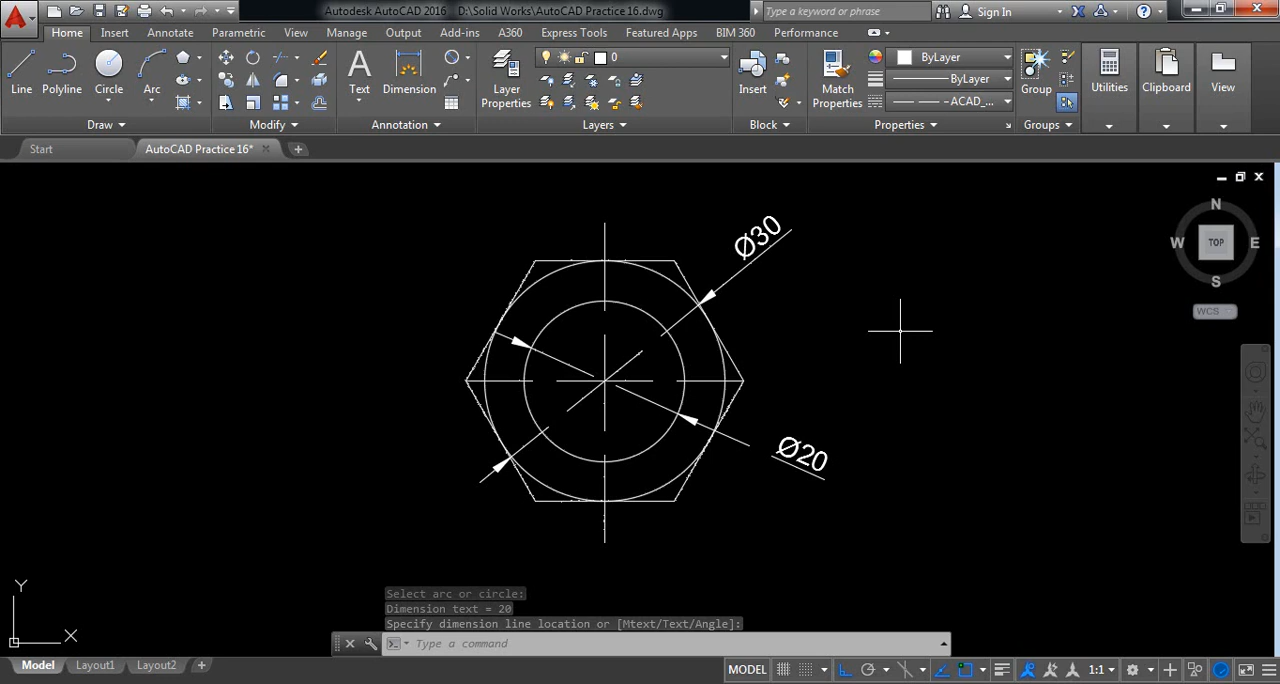 Autodesk AutoCAD 2016 D:\Solid Works\AutoCAD Practice 16.dwg
Type a keyword or phrase
Sign In
Home Insert Annotate Parametric View Manage Output Add-ins A360 Express Tools Featured Apps BIM 360 Performance
Line Polyline Circle Arc
Text Dimension
Layer Properties
0
Insert
Match Properties
ByLayer
ByLayer
ACAD_...
Group
Utilities
Clipboard
View
Draw Modify Annotation Layers Block Properties Groups
Start AutoCAD Practice 16*
N
W TOP E
S
WCS
Ø30
Ø20
Y
X
Select arc or circle:
Dimension text = 20
Specify dimension line location or [Mtext/Text/Angle]:
Type a command
Model Layout1 Layout2 +
MODEL 1:1